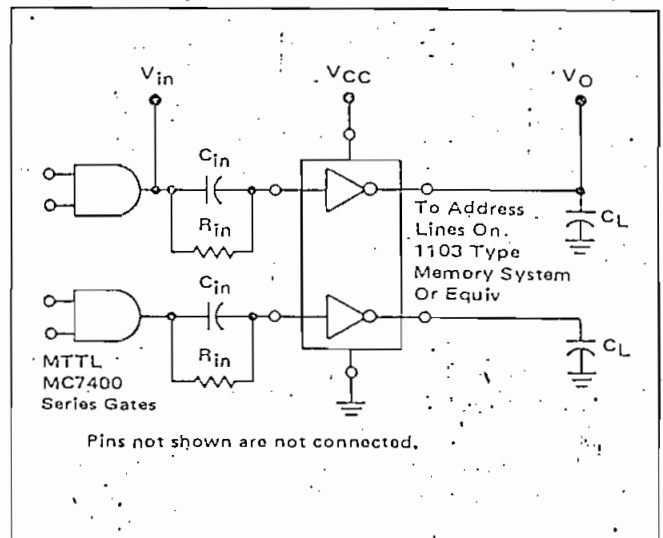 Vin
VCC
VO
Cin
Rin
To Address
Lines On.
1103 Type
Memory System
Or Equiv
CL
Cin
Rin
CL
MTTL
MC7400
Series Gates
Pins not shown are not connected.